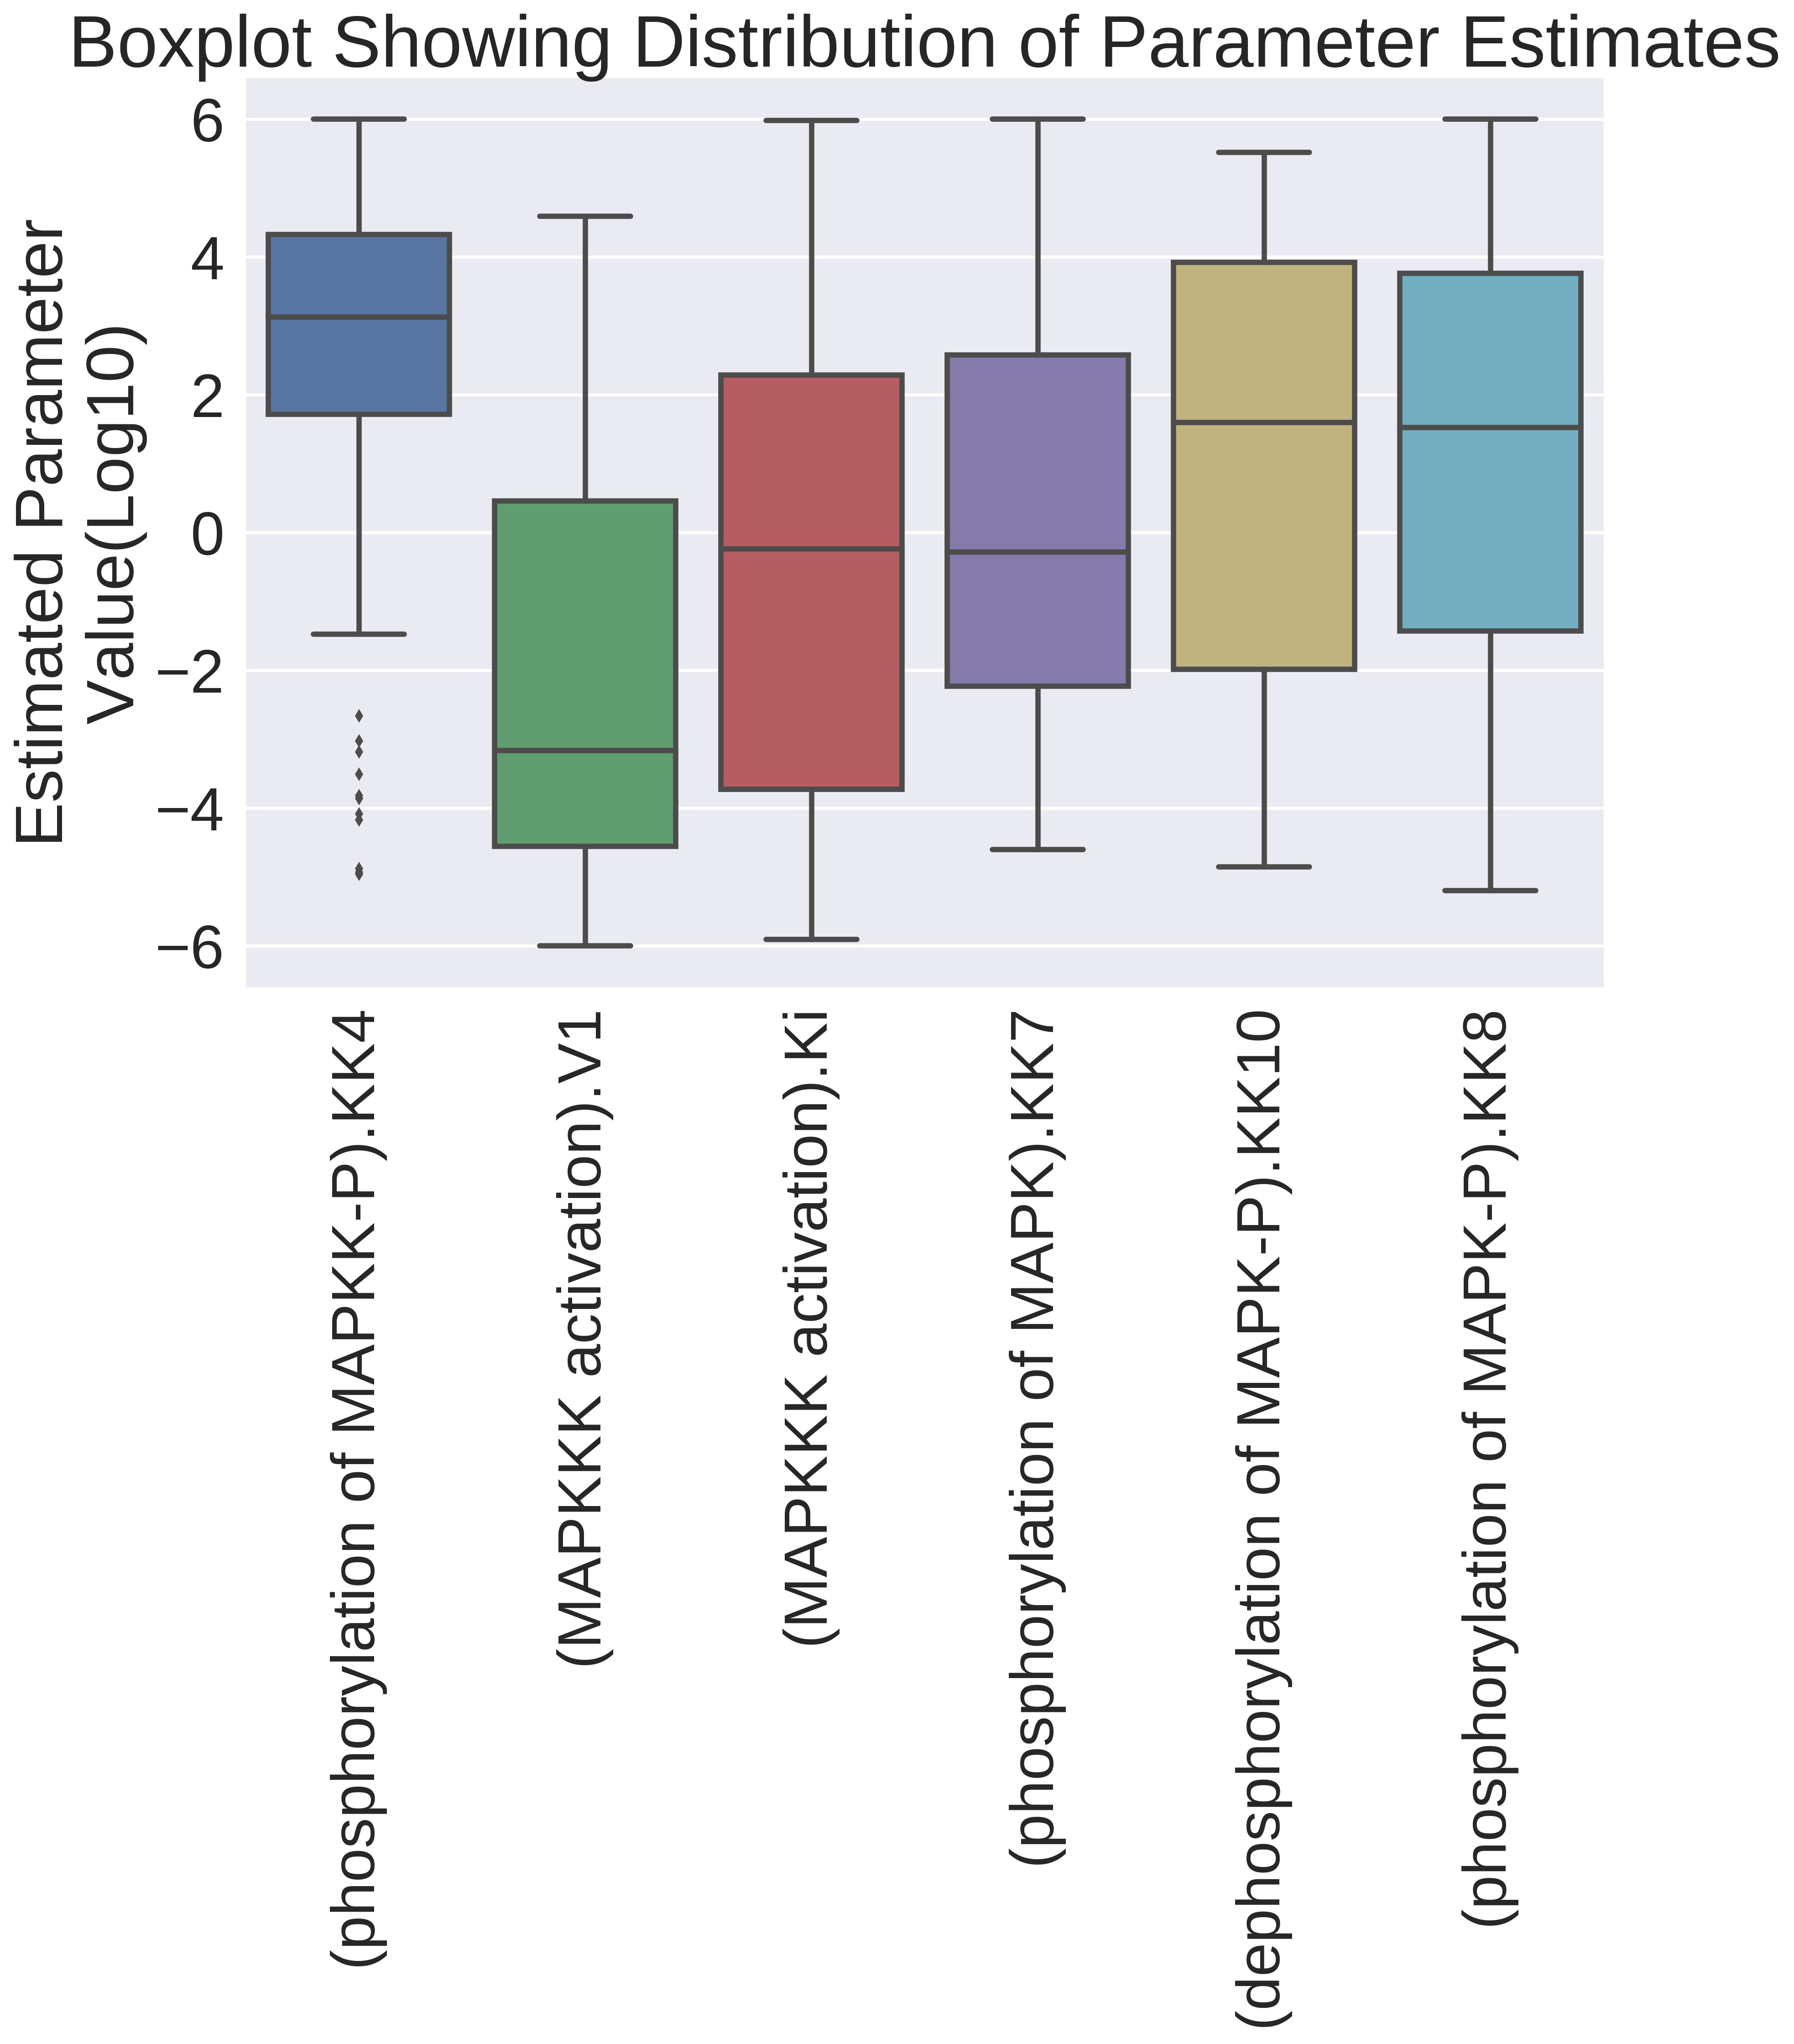 Boxplot Showing Distribution of Parameter Estimates
Estimated Parameter
Value(Log10)
6
4
2
0
−2
−4
−6
(phosphorylation of MAPKK-P).KK4
(MAPKKK activation).V1
(MAPKKK activation).Ki
(phosphorylation of MAPK).KK7
(dephosphorylation of MAPK-P).KK10
(phosphorylation of MAPK-P).KK8